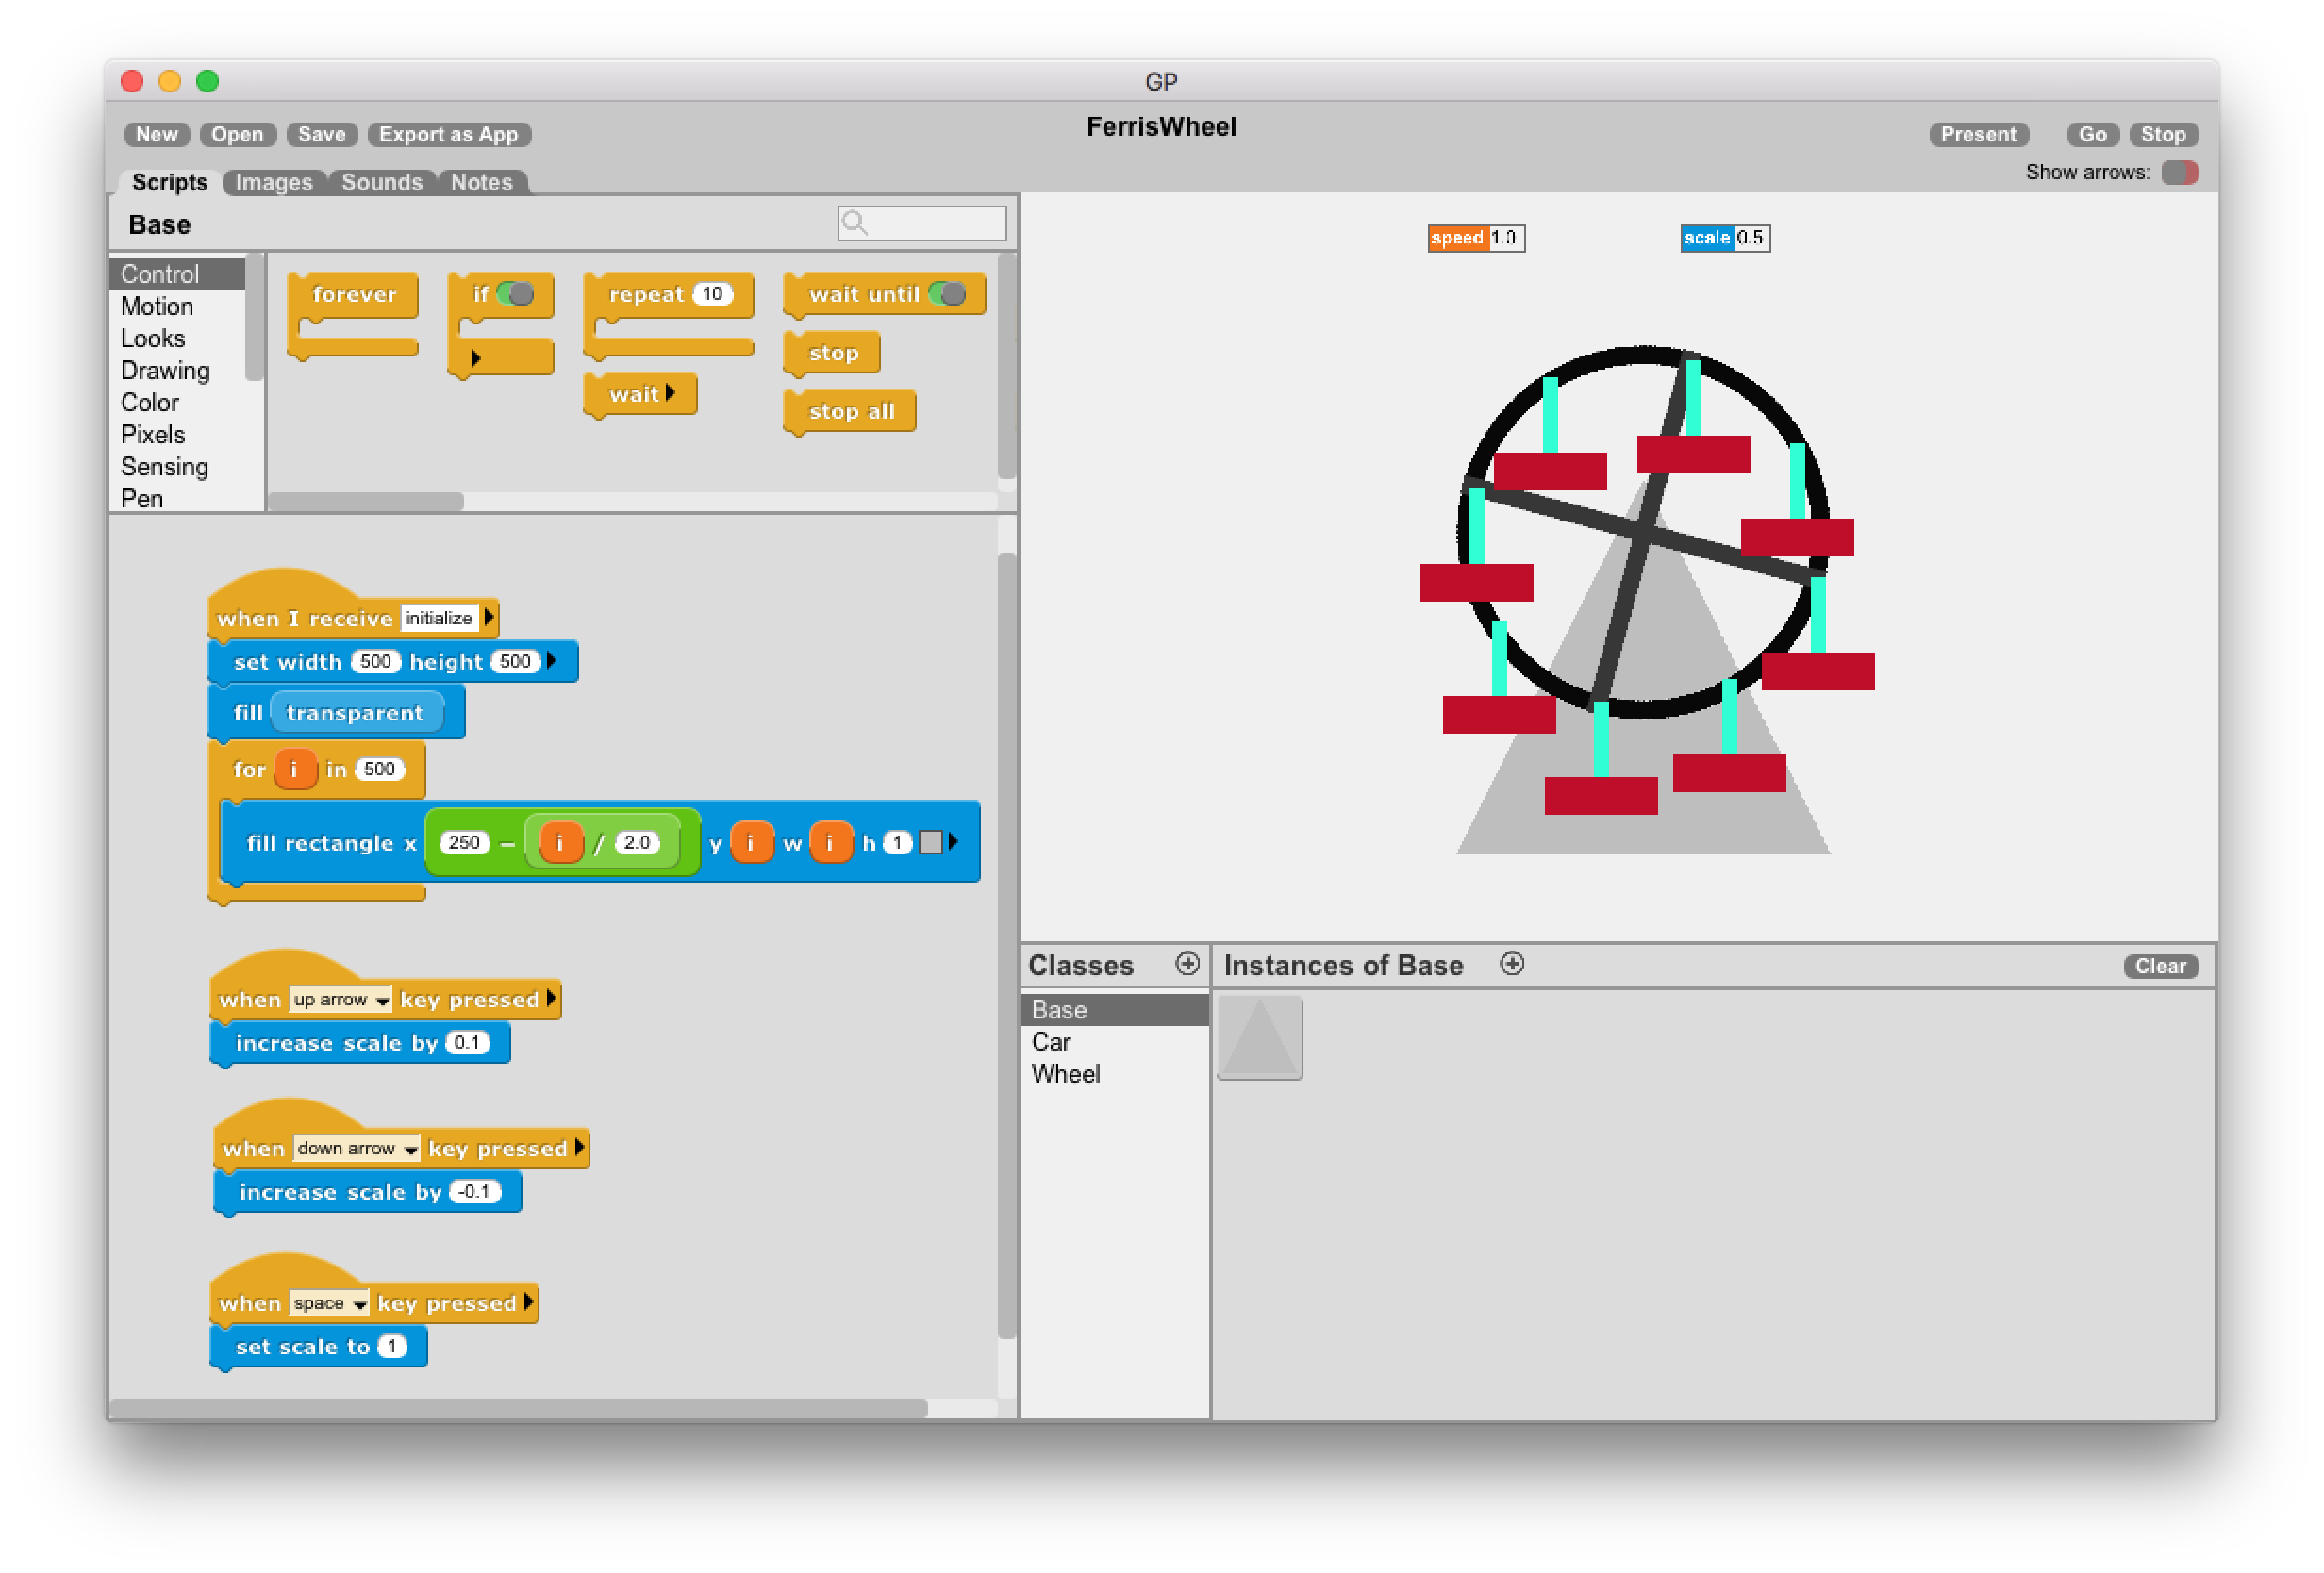 GP
New Open Save Export as App
FerrisWheel
Present Go Stop
Show arrows:
Scripts Images Sounds Notes
Base
Control
Motion
Looks
Drawing
Color
Pixels
Sensing
Pen
forever
if
repeat 10
wait
wait until
stop
stop all
when I receive initialize
set width 500 height 500
fill transparent
for i in 500
fill rectangle x 250 − i / 2.0 y i w i h 1
when up arrow key pressed
increase scale by 0.1
when down arrow key pressed
increase scale by -0.1
when space key pressed
set scale to 1
speed 1.0
scale 0.5
Classes
Base
Car
Wheel
Instances of Base
Clear